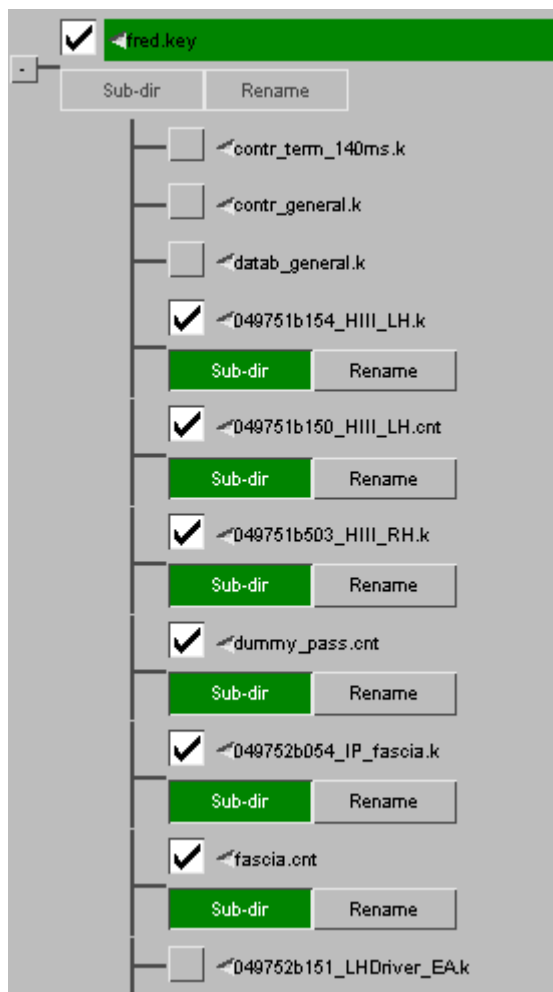 fred.key
-
Sub-dir Rename
contr_term_140ms.k
contr_general.k
datab_general.k
049751b154_HIII_LH.k
Sub-dir Rename
049751b150_HIII_LH.cnt
Sub-dir Rename
049751b503_HIII_RH.k
Sub-dir Rename
dummy_pass.cnt
Sub-dir Rename
049752b054_IP_fascia.k
Sub-dir Rename
fascia.cnt
Sub-dir Rename
049752b151_LHDriver_EA.k